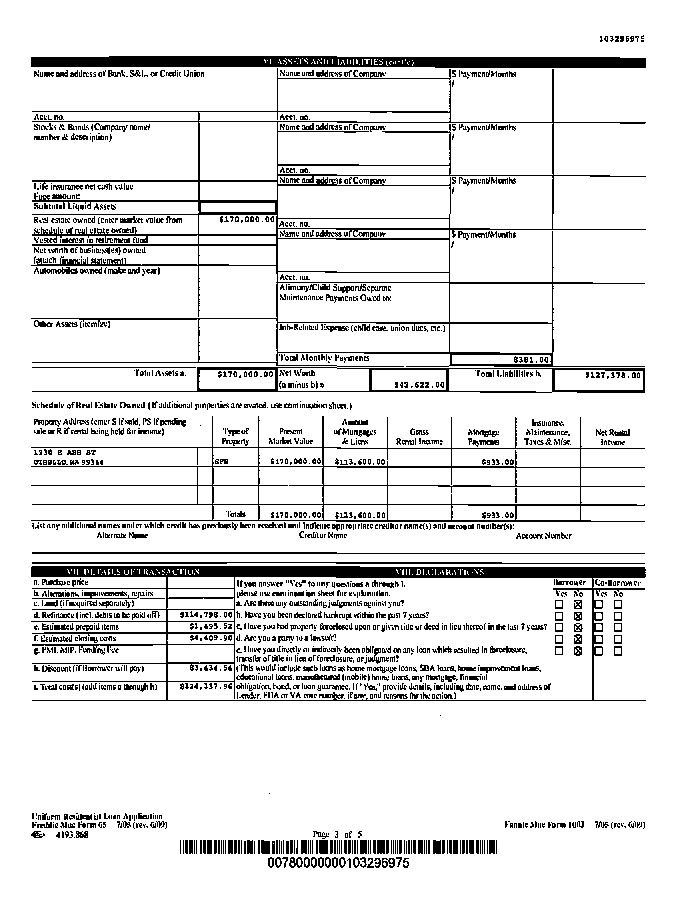 103296975
VI. ASSETS AND LIABILITIES (cont'd)
Name and address of Bank, S&L, or Credit Union
Name and address of Company
$ Payment/Months
/
Acct. no.
Acct. no.
Stocks & Bonds (Company name/
number & description)
Name and address of Company
$ Payment/Months
/
Acct. no.
Life insurance net cash value
Face amount:
Name and address of Company
$ Payment/Months
/
Subtotal Liquid Assets
Real estate owned (enter market value from
schedule of real estate owned)
$170,000.00
Acct. no.
Vested interest in retirement fund
Name and address of Company
$ Payment/Months
/
Net worth of business(es) owned
(attach financial statement)
Automobiles owned (make and year)
Acct. no.
Alimony/Child Support/Separate
Maintenance Payments Owed to:
Other Assets (itemize)
Job-Related Expense (child care, union dues, etc.)
Total Monthly Payments
$381.00
Total Assets a.
$170,000.00
Net Worth
(a minus b)
$42,622.00
Total Liabilities b.
$127,378.00
Schedule of Real Estate Owned (If additional properties are owned, use continuation sheet.)
Property Address (enter S if sold, PS if pending
sale or R if rental being held for income)
Type of
Property
Present
Market Value
Amount
of Mortgages
& Liens
Gross
Rental Income
Mortgage
Payments
Insurance,
Maintenance,
Taxes & Misc.
Net Rental
Income
1230 E ASH ST
OTHELLO, WA 99344
SFR $170,000.00 $113,600.00 $933.00
Totals $170,000.00 $113,600.00 $933.00
List any additional names under which credit has previously been received and indicate appropriate creditor name(s) and account number(s):
Alternate Name Creditor Name Account Number
VII. DETAILS OF TRANSACTION
a. Purchase price
b. Alterations, improvements, repairs
c. Land (if acquired separately)
d. Refinance (incl. debts to be paid off) $114,798.00
e. Estimated prepaid items $1,495.52
f. Estimated closing costs $4,409.90
g. PMI, MIP, Funding Fee
h. Discount (if Borrower will pay) $3,434.54
i. Total costs (add items a through h) $124,137.96
VIII. DECLARATIONS
If you answer "Yes" to any questions a through i,
please use continuation sheet for explanation.
Borrower Co-Borrower
Yes No Yes No
a. Are there any outstanding judgments against you?
b. Have you been declared bankrupt within the past 7 years?
c. Have you had property foreclosed upon or given title or deed in lieu thereof in the last 7 years?
d. Are you a party to a lawsuit?
e. Have you directly or indirectly been obligated on any loan which resulted in foreclosure,
transfer of title in lieu of foreclosure, or judgment?
(This would include such loans as home mortgage loans, SBA loans, home improvement loans,
educational loans, manufactured (mobile) home loans, any mortgage, financial
obligation, bond, or loan guarantee. If "Yes," provide details, including date, name, and address of
Lender, FHA or VA case number, if any, and reasons for the action.)
Uniform Residential Loan Application
Freddie Mac Form 65 7/05 (rev. 6/09)
4193.868
Page 3 of 5
Fannie Mae Form 1003 7/05 (rev. 6/09)
00780000000103296975